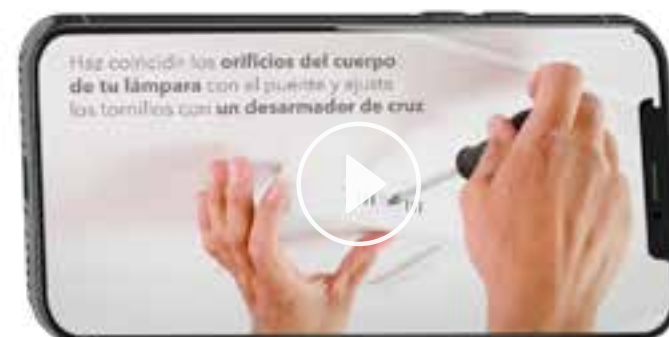 Haz coincidir los orificios del cuerpo
de tu lámpara con el puente y ajusta
los tornillos con un desarmador de cruz